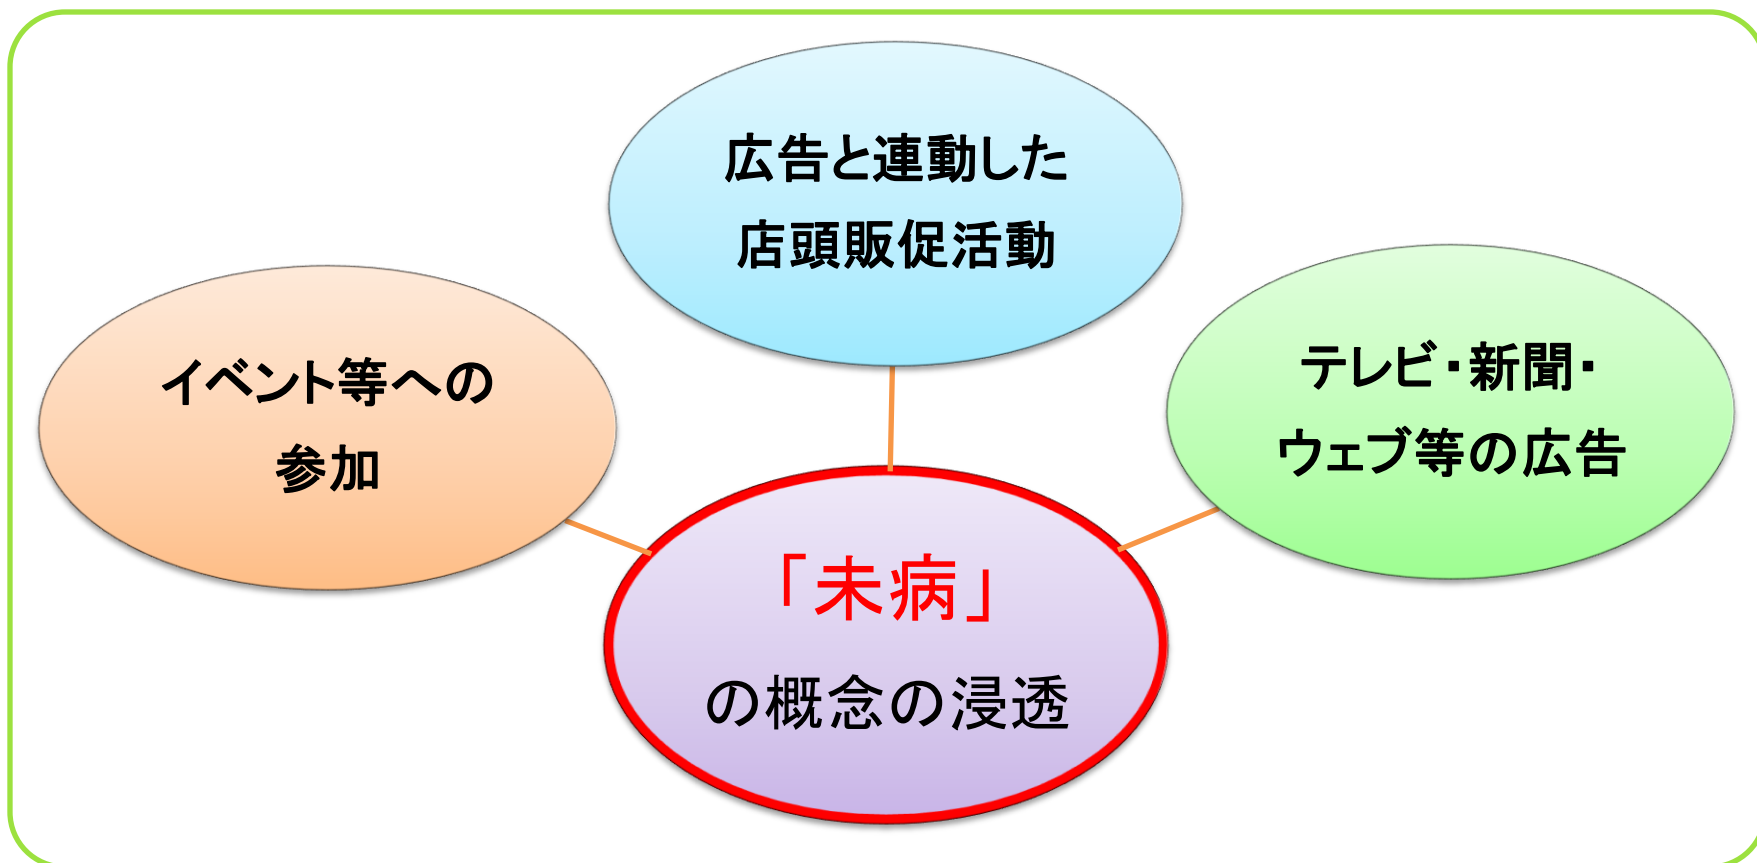 広告と連動した
店頭販促活動
イベント等への
参加
テレビ・新聞・
ウェブ等の広告
「未病」
の概念の浸透